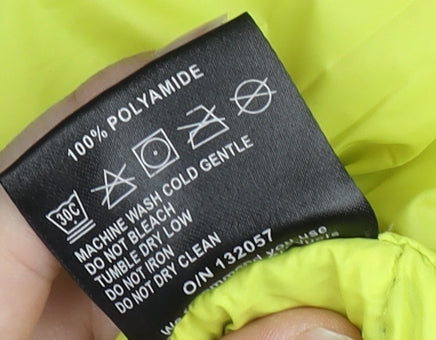 100% POLYAMIDE
30C
MACHINE WASH COLD GENTLE
DO NOT BLEACH
TUMBLE DRY LOW
DO NOT IRON
DO NOT DRY CLEAN
O/N 132057
use